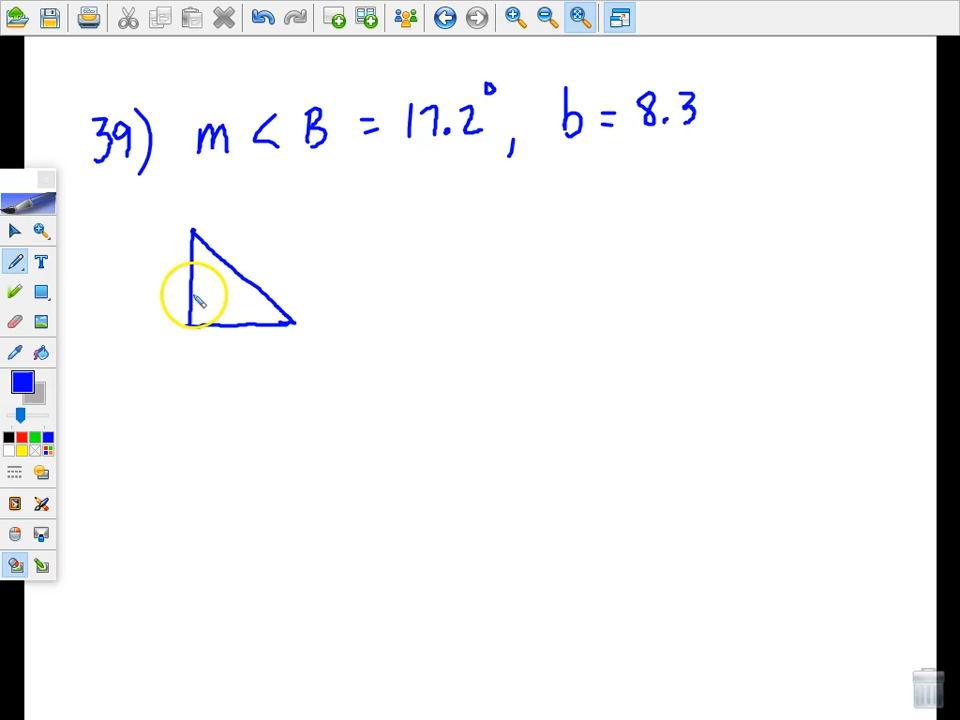 39) m < B = 17.2°, b = 8.3
T